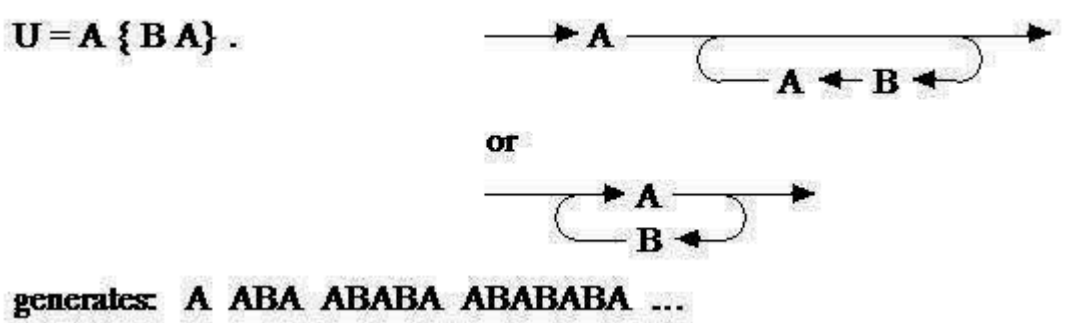 U = A { B A} .
A
A B
or
A
B
generates: A ABA ABABA ABABABA ...